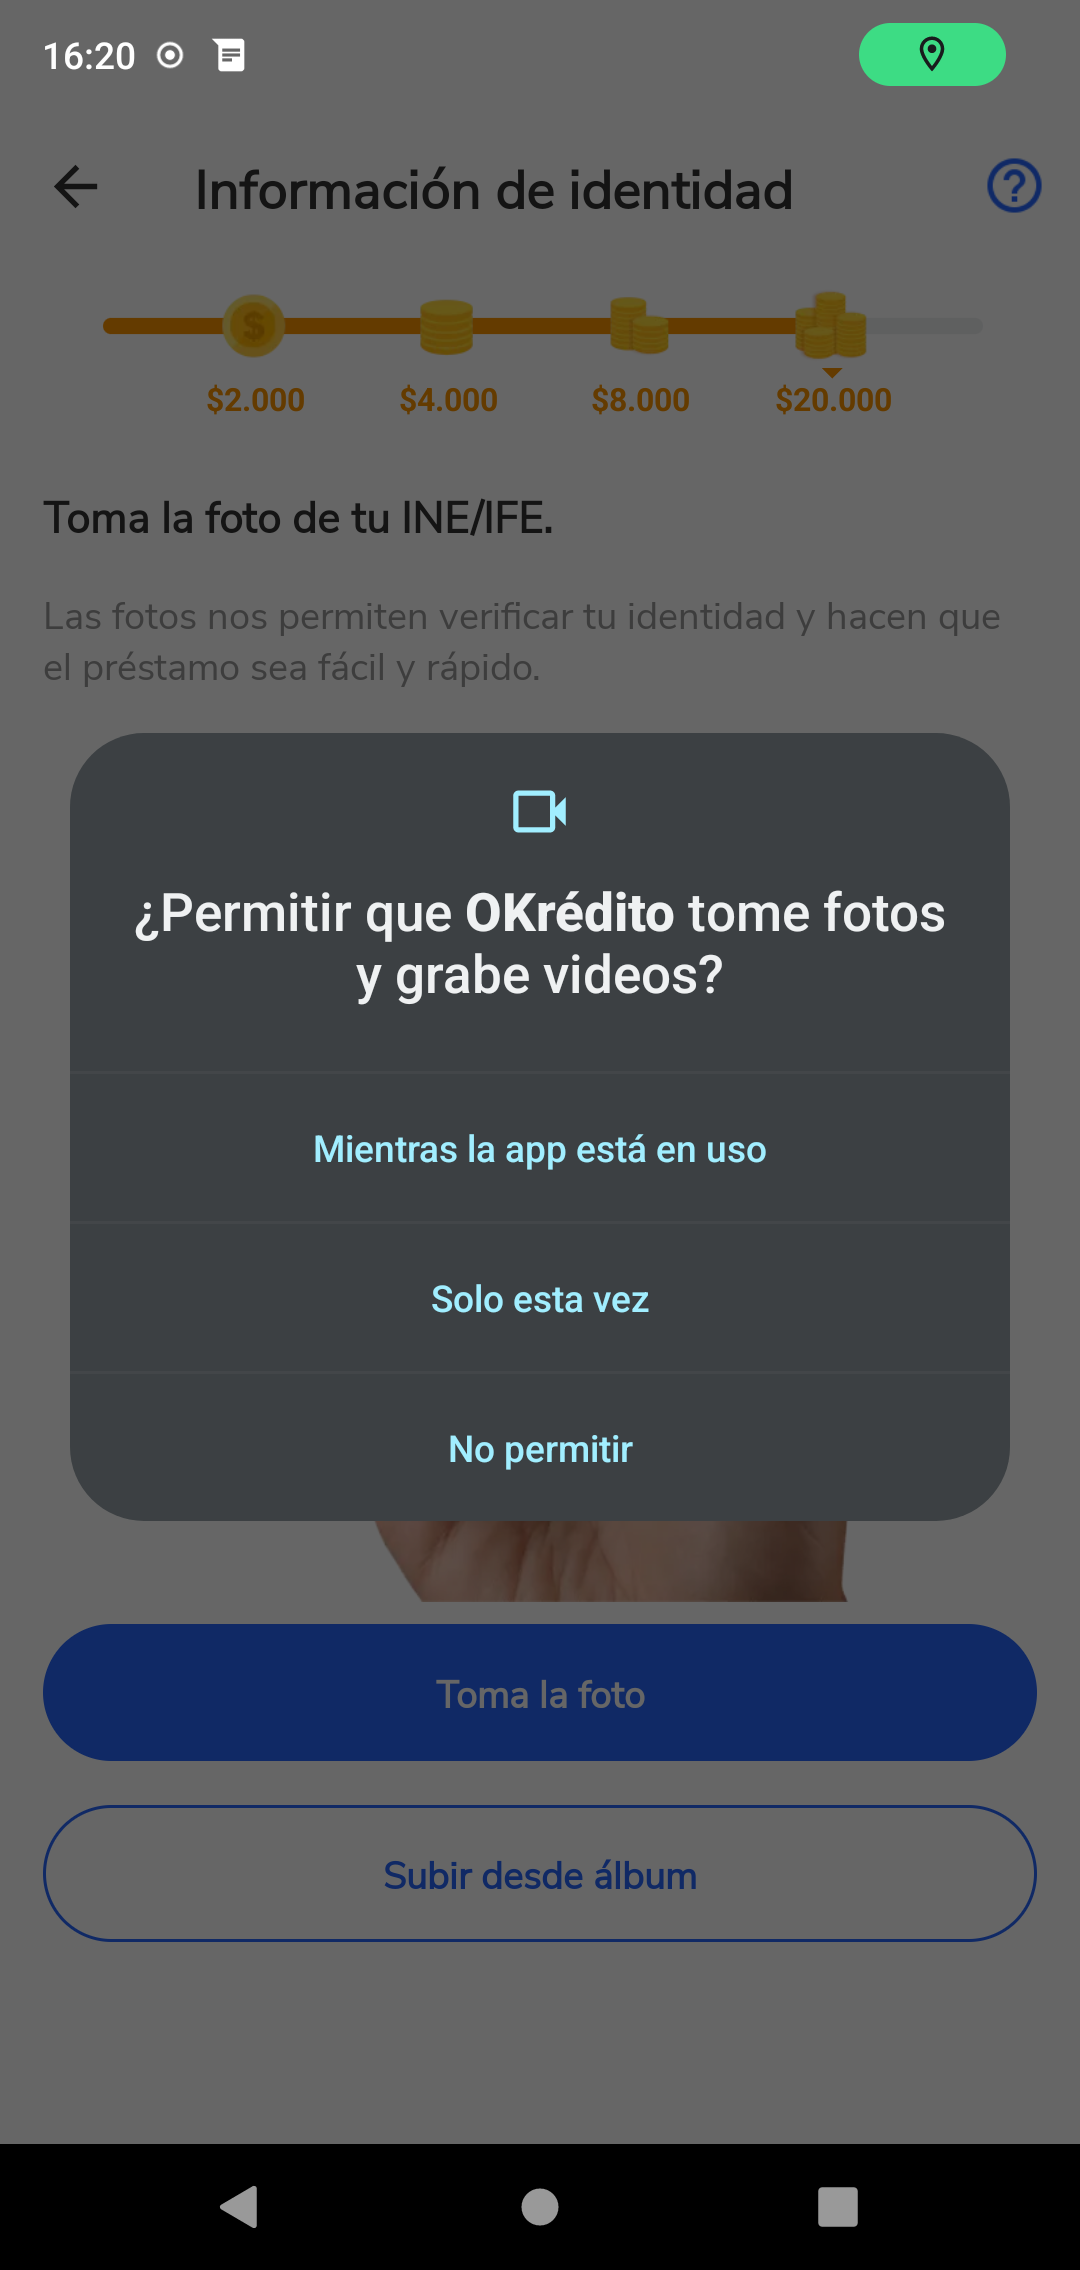 16:20
Información de identidad
$2.000 $4.000 $8.000 $20.000
Toma la foto de tu INE/IFE.
Las fotos nos permiten verificar tu identidad y hacen que
el préstamo sea fácil y rápido.
¿Permitir que OKrédito tome fotos
y grabe videos?
Mientras la app está en uso
Solo esta vez
No permitir
Toma la foto
Subir desde álbum